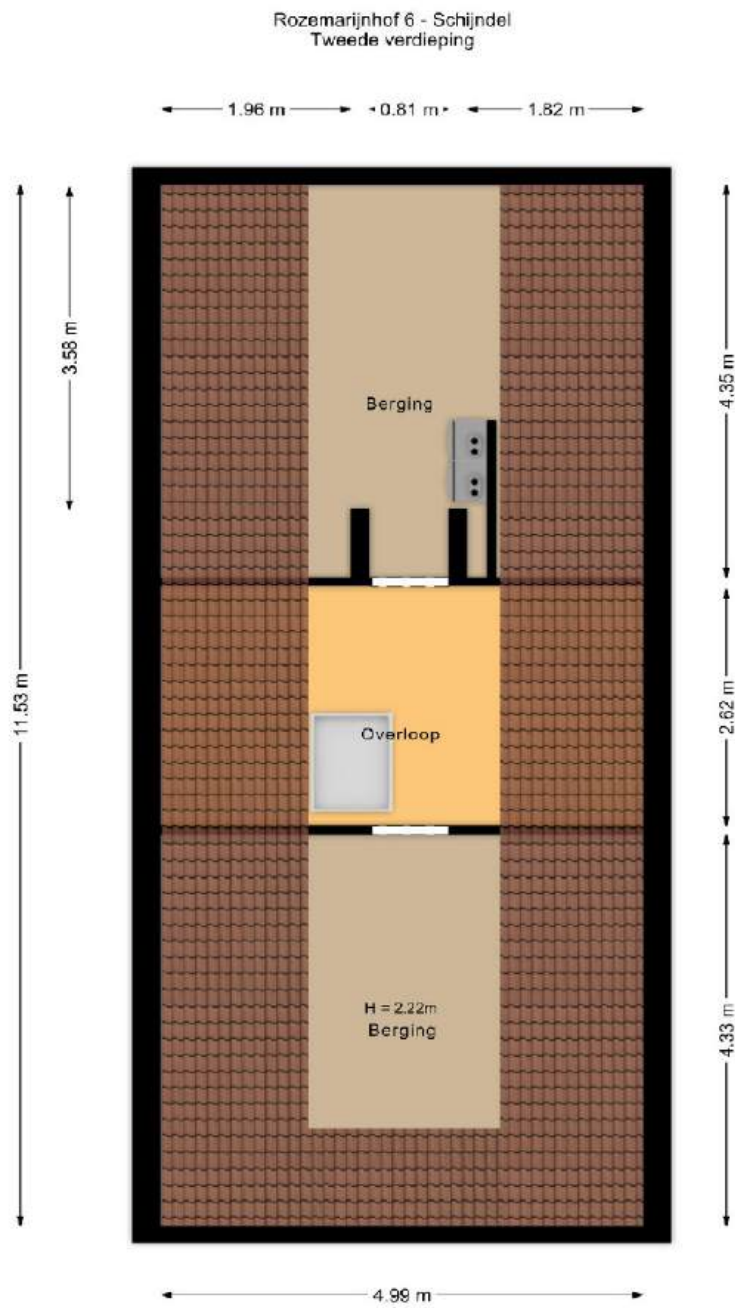 Rozemarijnhof 6 - Schijndel
Tweede verdieping
1.96 m
0.81 m
1.82 m
3.58 m
4.35 m
Berging
11.53 m
2.62 m
Overloop
H = 2.22m
Berging
4.33 m
4.99 m